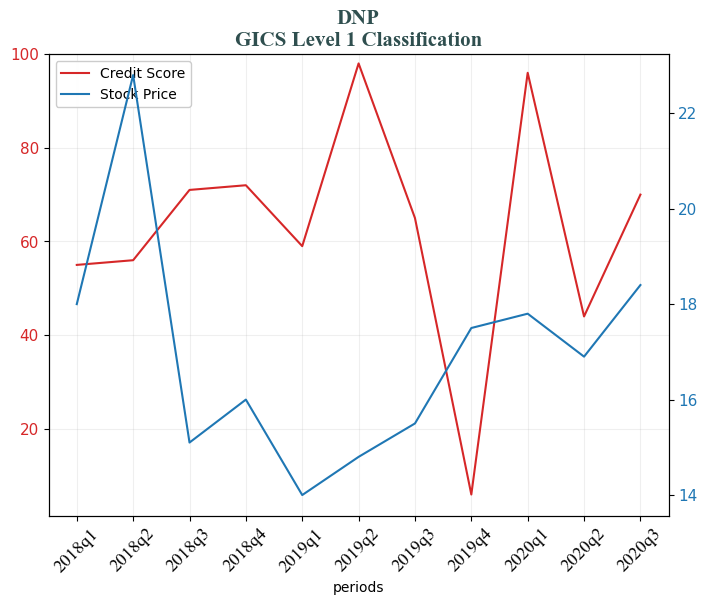 DNP
GICS Level 1 Classification
Credit Score
Stock Price
100
80
60
40
20
22
20
18
16
14
2018q1
2018q2
2018q3
2018q4
2019q1
2019q2
2019q3
2019q4
2020q1
2020q2
2020q3
periods